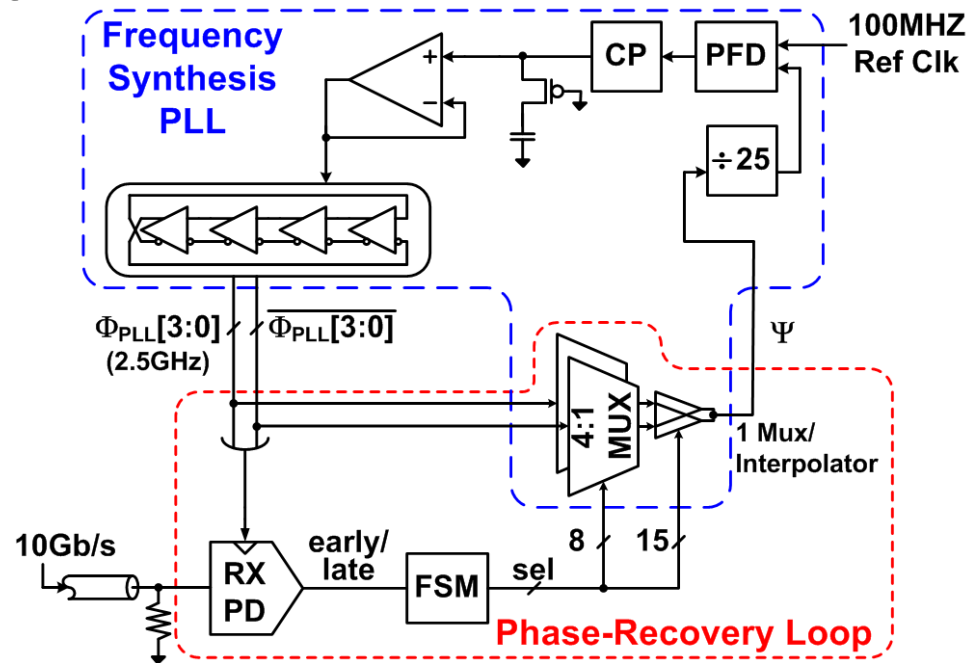 Frequency
Synthesis
PLL
+
−
CP
PFD
100MHZ
Ref Clk
÷25
ΦPLL[3:0]
(2.5GHz)
ΦPLL[3:0]
Ψ
4:1
MUX
1 Mux/
Interpolator
10Gb/s
RX
PD
early/
late
FSM
sel
8
15
Phase-Recovery Loop